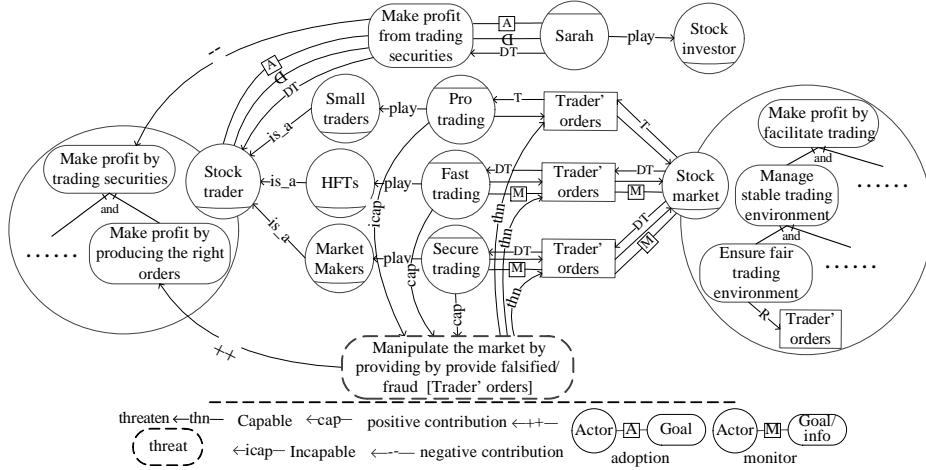 Make profit
from trading
securities
A
D
DT
Sarah
play
Stock
investor
--
A
D
DT
Small
traders
play
Pro
trading
T
Trader'
orders
T
Make profit by
facilitate trading
and
Make profit by
trading securities
and
is_a
Stock
trader
is_a
HFTs
play
Fast
trading
DT
M
Trader'
orders
DT
M
Stock
market
Manage
stable trading
environment
and
......
Make profit by
producing the right
orders
......
is_a
Market
Makers
play
icap
cap
Secure
trading
DT
M
thn
thn
thn
Trader'
orders
DT
M
Ensure fair
trading
environment
......
R
Trader'
orders
cap
++
Manipulate the market by
providing by provide falsified/
fraud [Trader' orders]
threaten thn Capable cap positive contribution ++
threat
icap Incapable -- negative contribution
Actor A Goal
adoption
Actor M Goal/
info
monitor